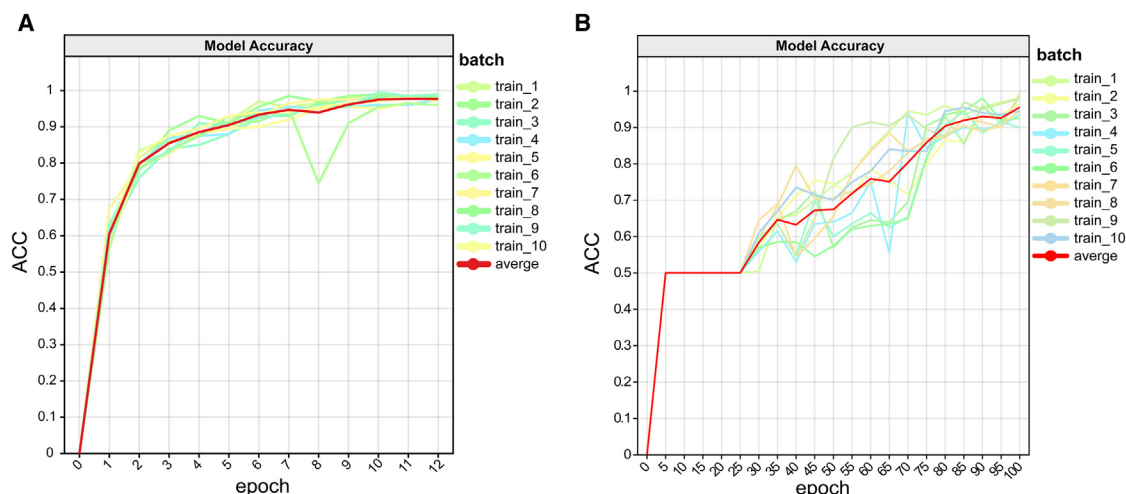 A
Model Accuracy
ACC
1
0.9
0.8
0.7
0.6
0.5
0.4
0.3
0.2
0.1
0
0 1 2 3 4 5 6 7 8 9 10 11 12
epoch
batch
train_1
train_2
train_3
train_4
train_5
train_6
train_7
train_8
train_9
train_10
averge
B
Model Accuracy
ACC
1
0.9
0.8
0.7
0.6
0.5
0.4
0.3
0.2
0.1
0
0 5 10 15 20 25 30 35 40 45 50 55 60 65 70 75 80 85 90 95 100
epoch
batch
train_1
train_2
train_3
train_4
train_5
train_6
train_7
train_8
train_9
train_10
averge